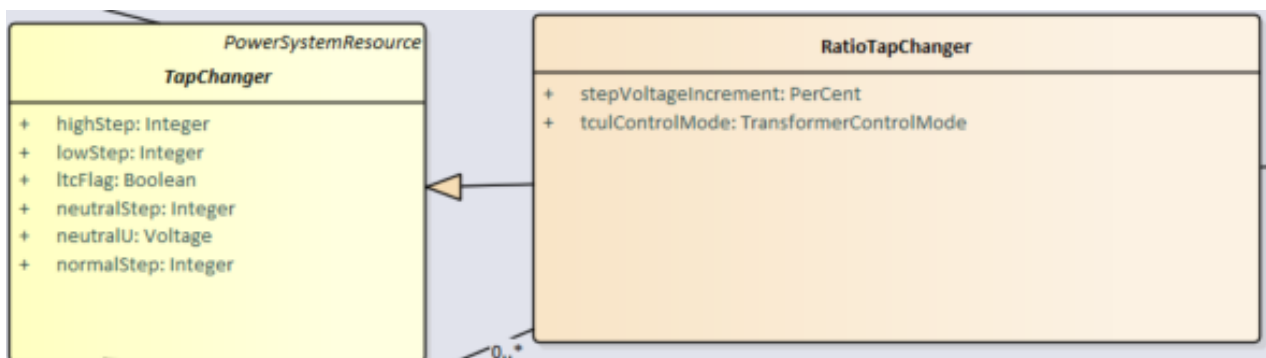 PowerSystemResource
TapChanger
+ highStep: Integer
+ lowStep: Integer
+ ltcFlag: Boolean
+ neutralStep: Integer
+ neutralU: Voltage
+ normalStep: Integer
RatioTapChanger
+ stepVoltageIncrement: PerCent
+ tculControlMode: TransformerControlMode
0..*